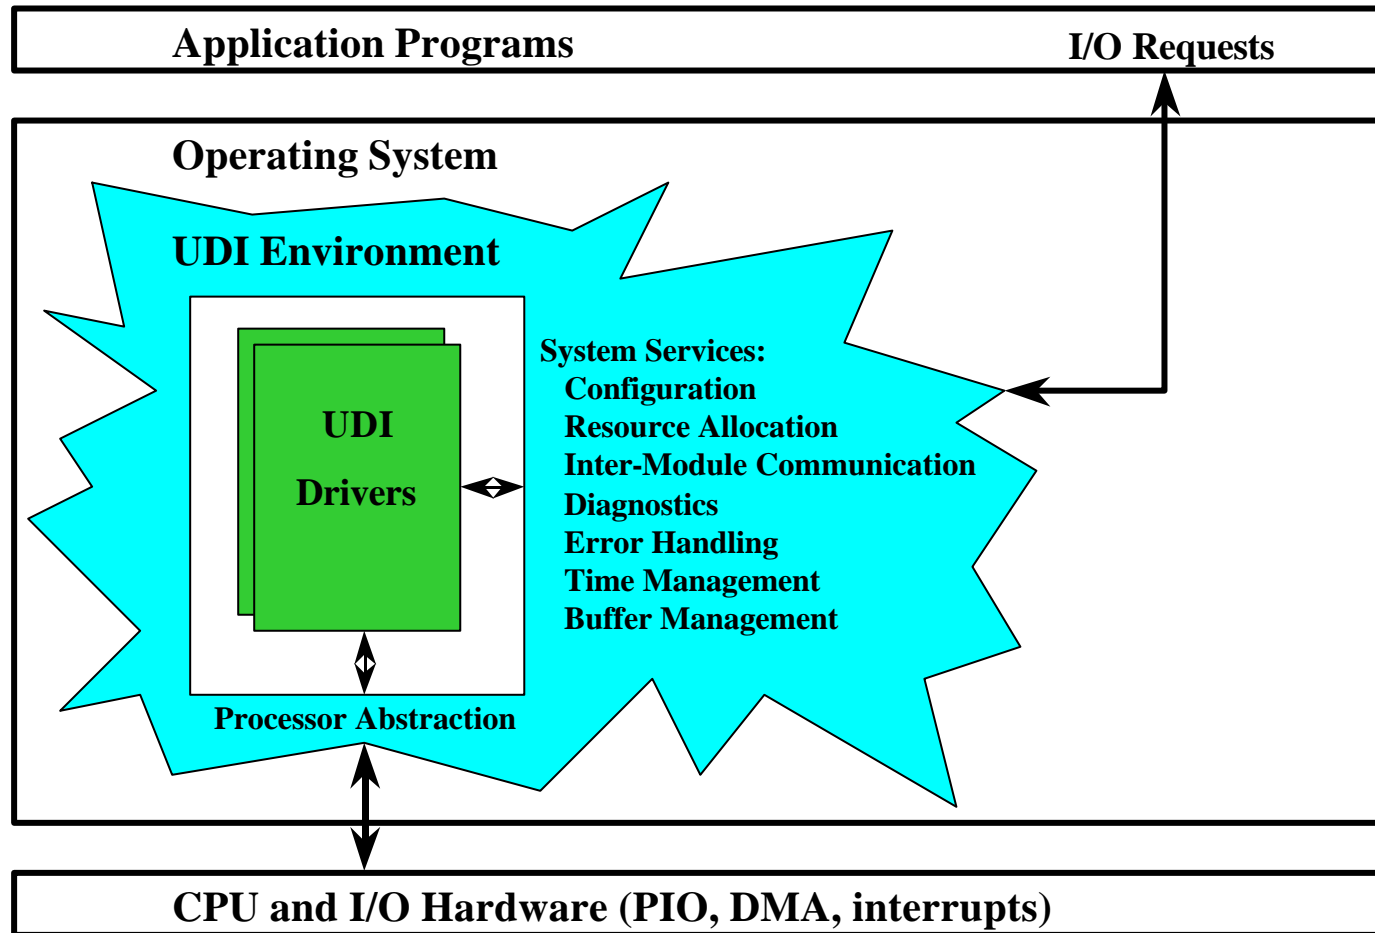 Application Programs
I/O Requests
Operating System
UDI Environment
System Services:
Configuration
Resource Allocation
Inter-Module Communication
Diagnostics
Error Handling
Time Management
Buffer Management
UDI
Drivers
Processor Abstraction
CPU and I/O Hardware (PIO, DMA, interrupts)